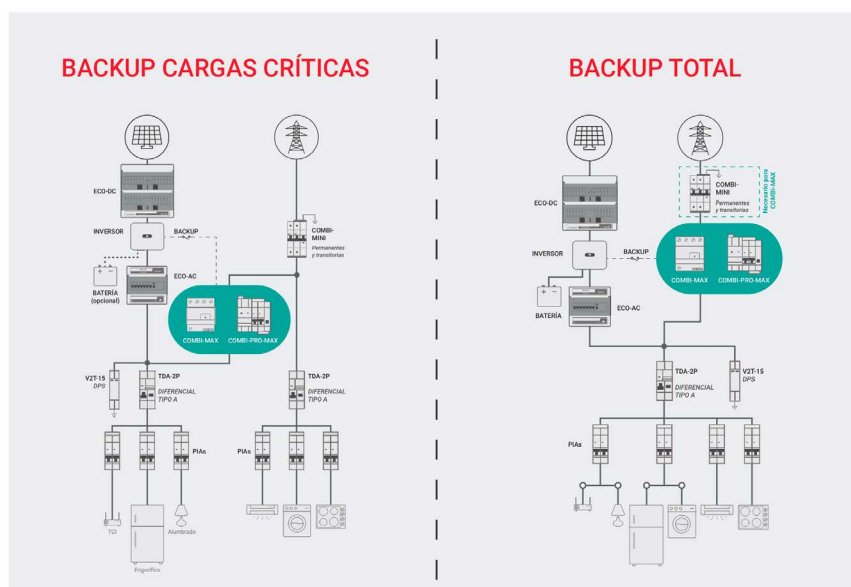 BACKUP CARGAS CRÍTICAS
ECO-DC
INVERSOR
BACKUP
COMBI-
MINI
Permanentes
y transitorias
BATERÍA
(opcional)
ECO-AC
COMBI-MAX
COMBI-PRO-MAX
V2T-15
DPS
TDA-2P
DIFERENCIAL
TIPO A
TDA-2P
DIFERENCIAL
TIPO A
PIAs
PIAs
TCI
Alumbrado
Frigorífico
BACKUP TOTAL
COMBI-
MINI
Permanentes
y transitorias
Necesario para
COMBI-MAX
ECO-DC
INVERSOR
BACKUP
COMBI-MAX
COMBI-PRO-MAX
BATERÍA
ECO-AC
TDA-2P
DIFERENCIAL
TIPO A
V2T-15
DPS
PIAs